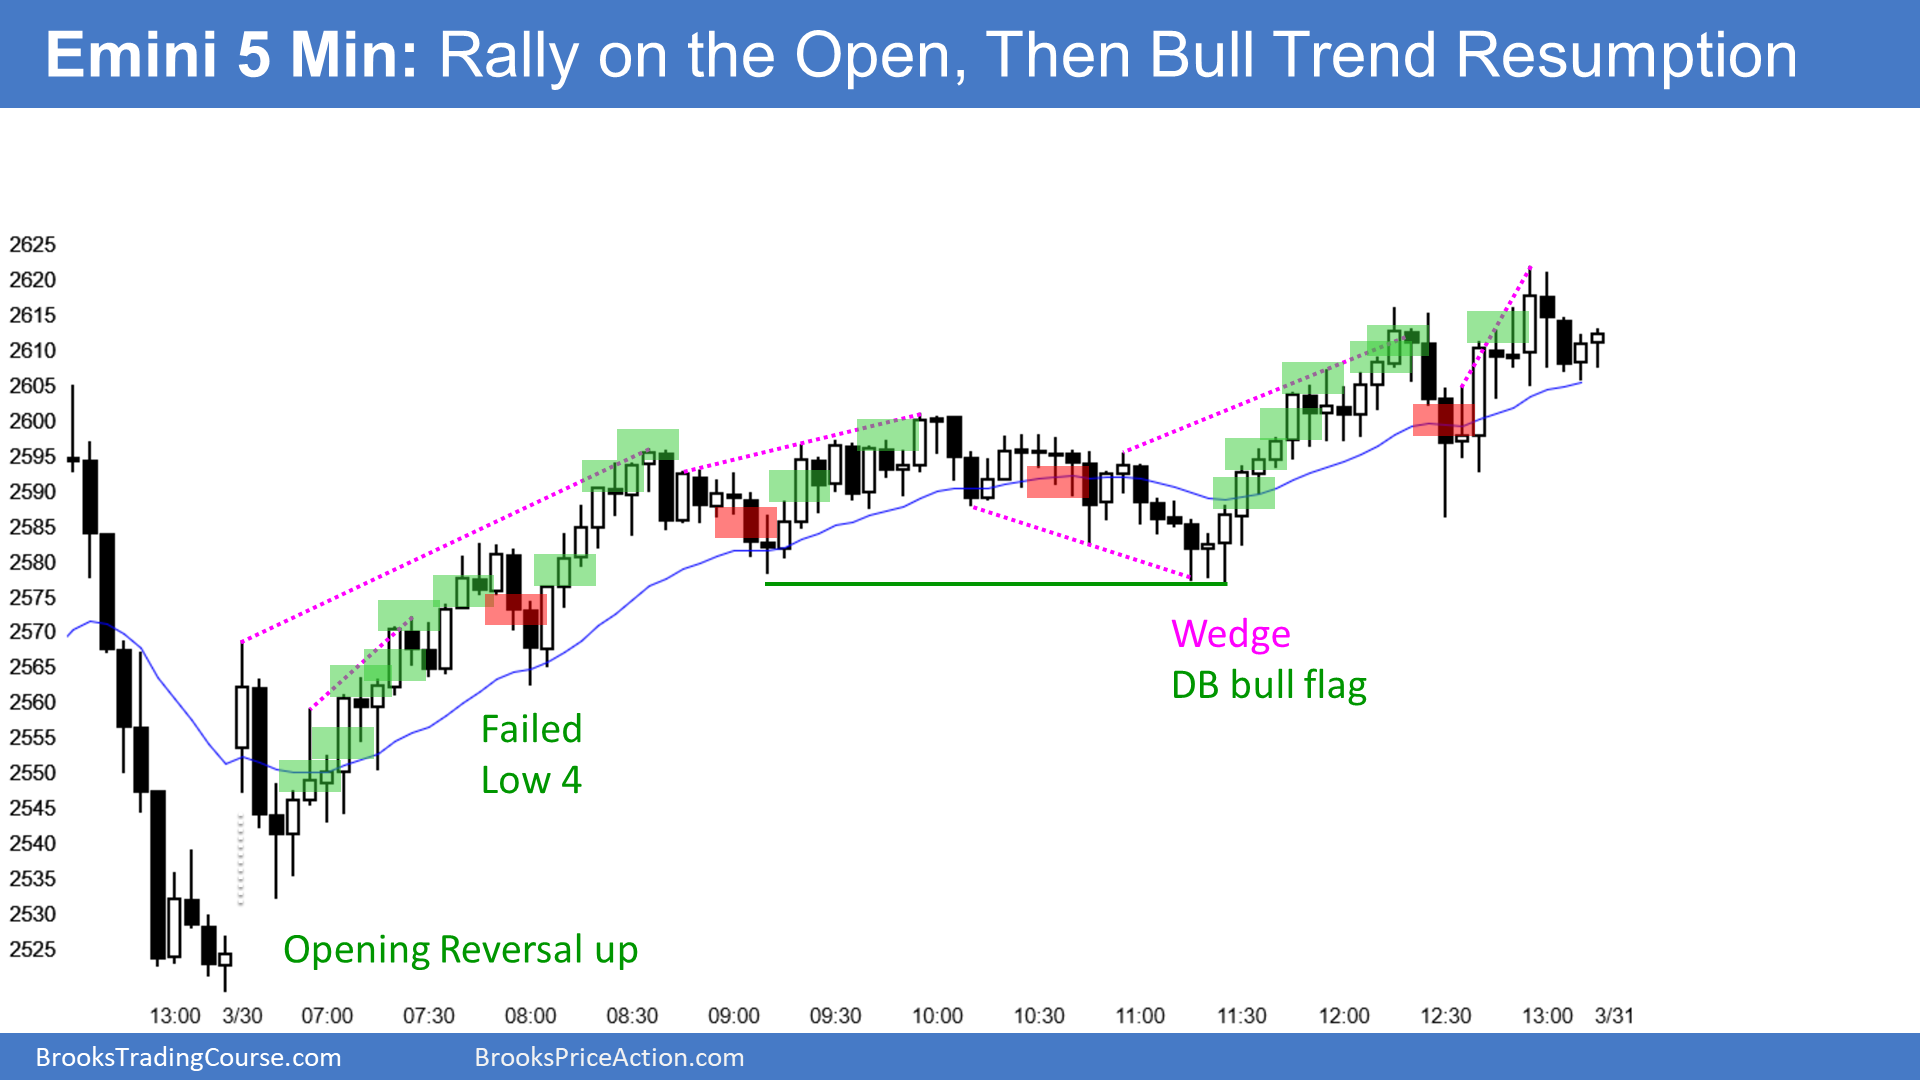 Emini 5 Min: Rally on the Open, Then Bull Trend Resumption
2625
2620
2615
2610
2605
2600
2595
2590
2585
2580
2575
2570
2565
2560
2555
2550
2545
2540
2535
2530
2525
Wedge
DB bull flag
Failed
Low 4
Opening Reversal up
13:00 3/30 07:00 07:30 08:00 08:30 09:00 09:30 10:00 10:30 11:00 11:30 12:00 12:30 13:00 3/31
BrooksTradingCourse.com BrooksPriceAction.com